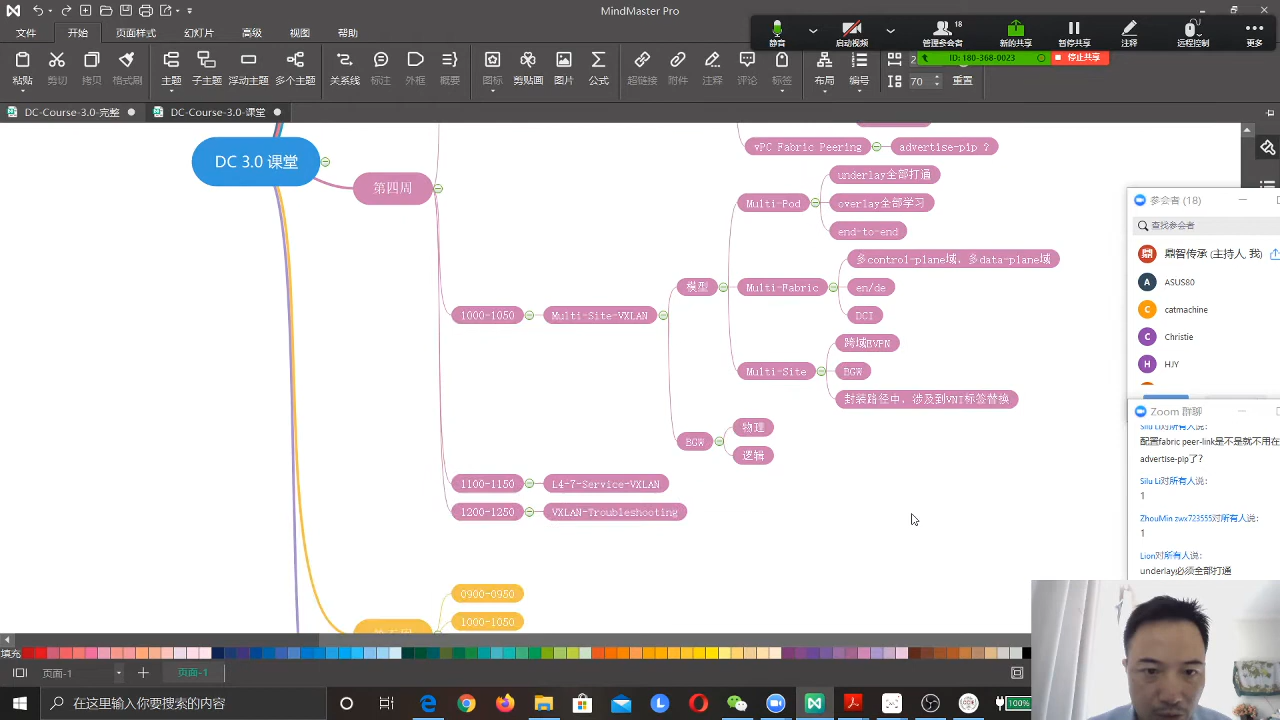 MindMaster Pro
18
文件
开始
页面样式
幻灯片
高级
视图
帮助
静音
启动视频
管理参会者
新的共享
暂停共享
注释
远程控制
更多
ID: 180-368-0023
停止共享
粘贴
剪切
拷贝
格式刷
主题
子主题
浮动主题
多个主题
关系线
标注
外框
概要
图标
剪贴画
图片
公式
超链接
附件
注释
评论
标签
布局
编号
70
重置
DC-Course-3.0-完整
DC-Course-3.0-课堂
DC 3.0 课堂
第四周
vPC Fabric Peering
advertise-pip ?
Multi-Pod
underlay全部打通
overlay全部学习
end-to-end
模型
Multi-Fabric
多control-plane域，多data-plane域
en/de
DCI
1000-1050
Multi-Site-VXLAN
Multi-Site
跨域EVPN
BGW
封装路径中，涉及到VNI标签替换
BGW
物理
逻辑
1100-1150
L4-7-Service-VXLAN
1200-1250
VXLAN-Troubleshooting
0900-0950
1000-1050
参会者 (18)
查找参会者
鼎智传承 (主持人, 我)
A
ASUS80
C
catmachine
C
Christie
H
HJY
Zoom 群聊
Silu Li对所有人说:
配置fabric peer-link是不是就不用在
advertise-pip了?
Silu Li对所有人说:
1
ZhouMin zwx723555对所有人说:
1
Lion对所有人说:
underlay必须全部打通
填充
页面-1
页面-1
在这里输入你要搜索的内容
100%